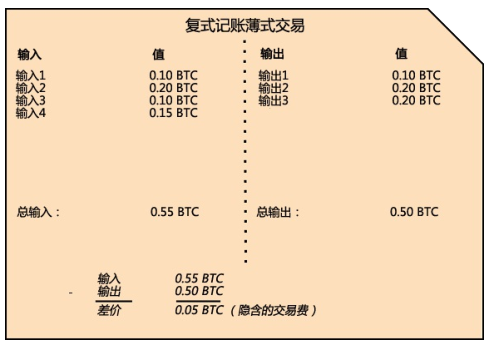 复式记账薄式交易
输入 值 输出 值
输入1 0.10 BTC 输出1 0.10 BTC
输入2 0.20 BTC 输出2 0.20 BTC
输入3 0.10 BTC 输出3 0.20 BTC
输入4 0.15 BTC
总输入： 0.55 BTC 总输出： 0.50 BTC
输入 0.55 BTC
- 输出 0.50 BTC
差价 0.05 BTC（隐含的交易费）